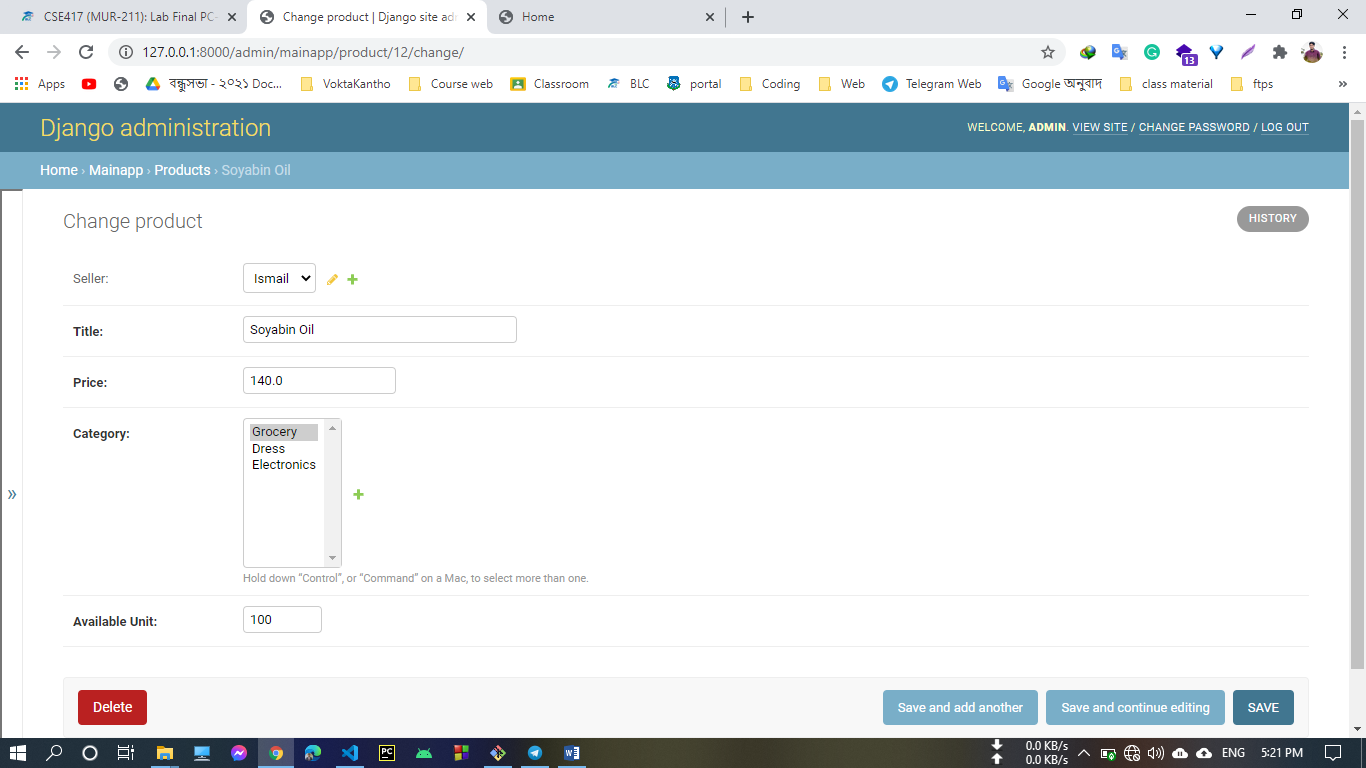 CSE417 (MUR-211): Lab Final PC-
Change product | Django site adm
Home
127.0.0.1:8000/admin/mainapp/product/12/change/
13
Apps
বন্ধুসভা - ২০২১ Doc...
VoktaKantho
Course web
Classroom
BLC
portal
Coding
Web
Telegram Web
Google অনুবাদ
class material
ftps
»
Django administration
WELCOME, ADMIN. VIEW SITE / CHANGE PASSWORD / LOG OUT
Home › Mainapp › Products › Soyabin Oil
Change product
HISTORY
Seller:
Ismail
Title:
Soyabin Oil
Price:
140.0
Category:
Grocery
Dress
Electronics
»
Hold down “Control”, or “Command” on a Mac, to select more than one.
Available Unit:
100
Delete
Save and add another
Save and continue editing
SAVE
PC
0.0 KB/s
0.0 KB/s
ENG
5:21 PM